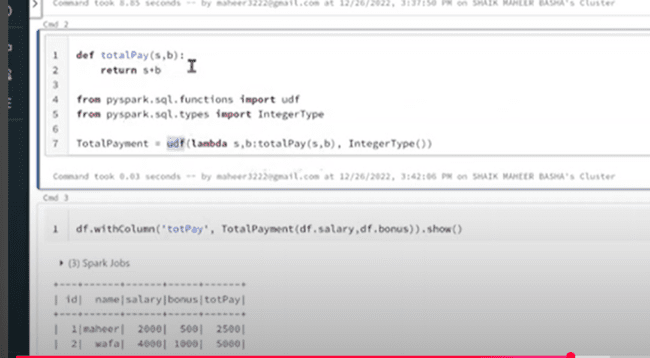 Command took 8.85 seconds -- by maheer3222@gmail.com at 12/26/2022, 3:37:50 PM on SHAIK MAHEER BASHA's Cluster
Cmd 2
1 def totalPay(s,b):
2 return s+b
3
4 from pyspark.sql.functions import udf
5 from pyspark.sql.types import IntegerType
6
7 TotalPayment = udf(lambda s,b:totalPay(s,b), IntegerType())
Command took 0.03 seconds -- by maheer3222@gmail.com at 12/26/2022, 3:42:06 PM on SHAIK MAHEER BASHA's Cluster
Cmd 3
1 df.withColumn('totPay', TotalPayment(df.salary,df.bonus)).show()
(3) Spark Jobs
+---+------+------+-----+------+
| id| name|salary|bonus|totPay|
+---+------+------+-----+------+
| 1|maheer| 2000| 500| 2500|
| 2| wafa| 4000| 1000| 5000|